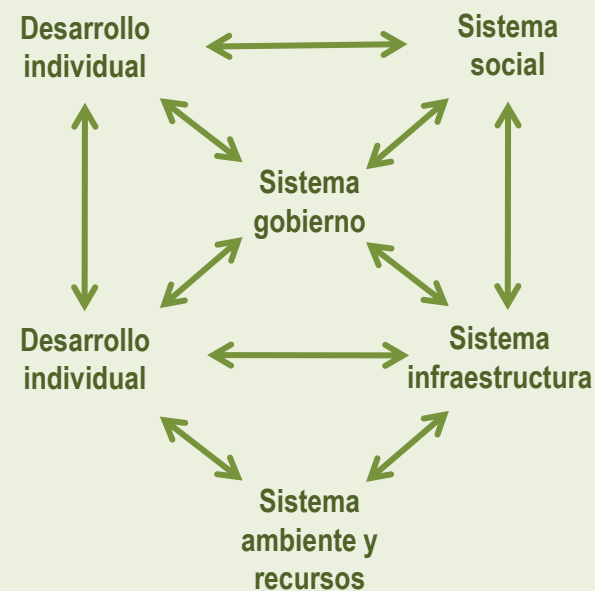 Desarrollo
individual
Sistema
social
Sistema
gobierno
Desarrollo
individual
Sistema
infraestructura
Sistema
ambiente y
recursos